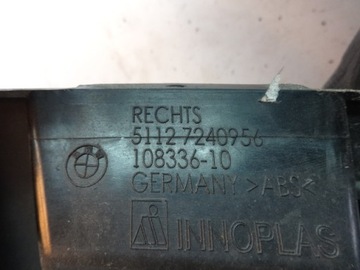 RECHTS
5112 7240956
108336-10
GERMANY >ABS<
INNOPLAS